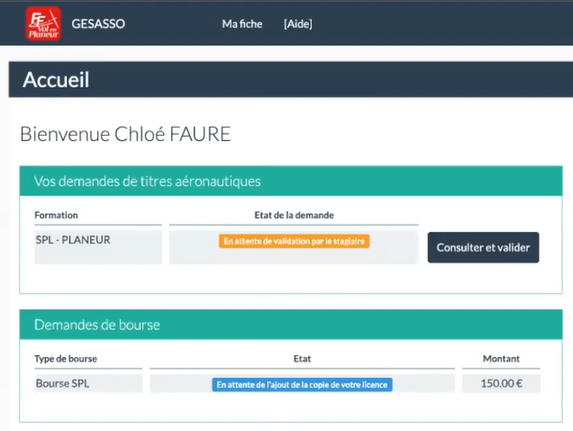 FF
Vol en
Planeur
GESASSO
Ma fiche
[Aide]
Accueil
Bienvenue Chloé FAURE
Vos demandes de titres aéronautiques
Formation
Etat de la demande
SPL - PLANEUR
En attente de validation par le stagiaire
Consulter et valider
Demandes de bourse
Type de bourse
Etat
Montant
Bourse SPL
En attente de l'ajout de la copie de votre licence
150.00 €